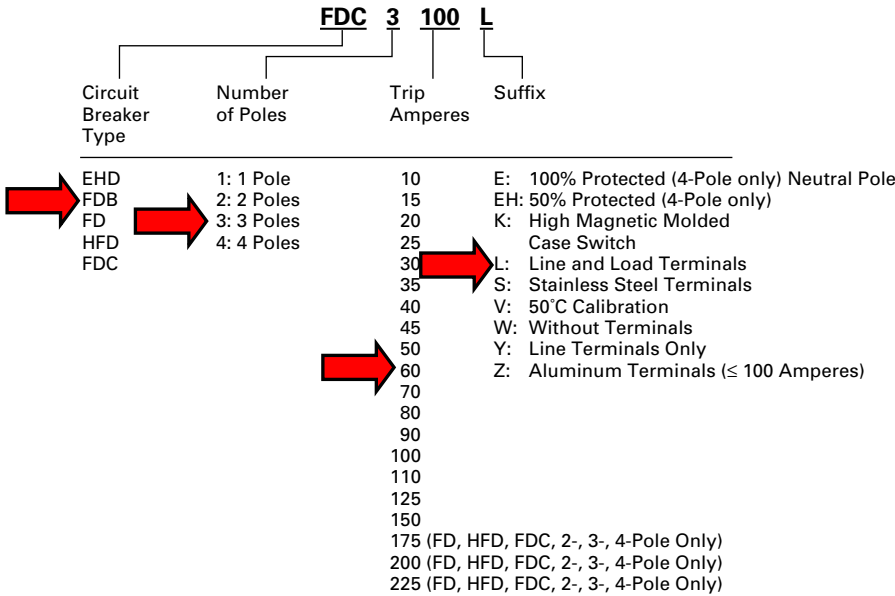 FDC 3 100 L
Circuit Breaker Type
Number of Poles
Trip Amperes
Suffix
EHD
FDB
FD
HFD
FDC
1: 1 Pole
2: 2 Poles
3: 3 Poles
4: 4 Poles
10
15
20
25
30
35
40
45
50
60
70
80
90
100
110
125
150
175 (FD, HFD, FDC, 2-, 3-, 4-Pole Only)
200 (FD, HFD, FDC, 2-, 3-, 4-Pole Only)
225 (FD, HFD, FDC, 2-, 3-, 4-Pole Only)
E: 100% Protected (4-Pole only) Neutral Pole
EH: 50% Protected (4-Pole only)
K: High Magnetic Molded
Case Switch
L: Line and Load Terminals
S: Stainless Steel Terminals
V: 50°C Calibration
W: Without Terminals
Y: Line Terminals Only
Z: Aluminum Terminals (≤ 100 Amperes)